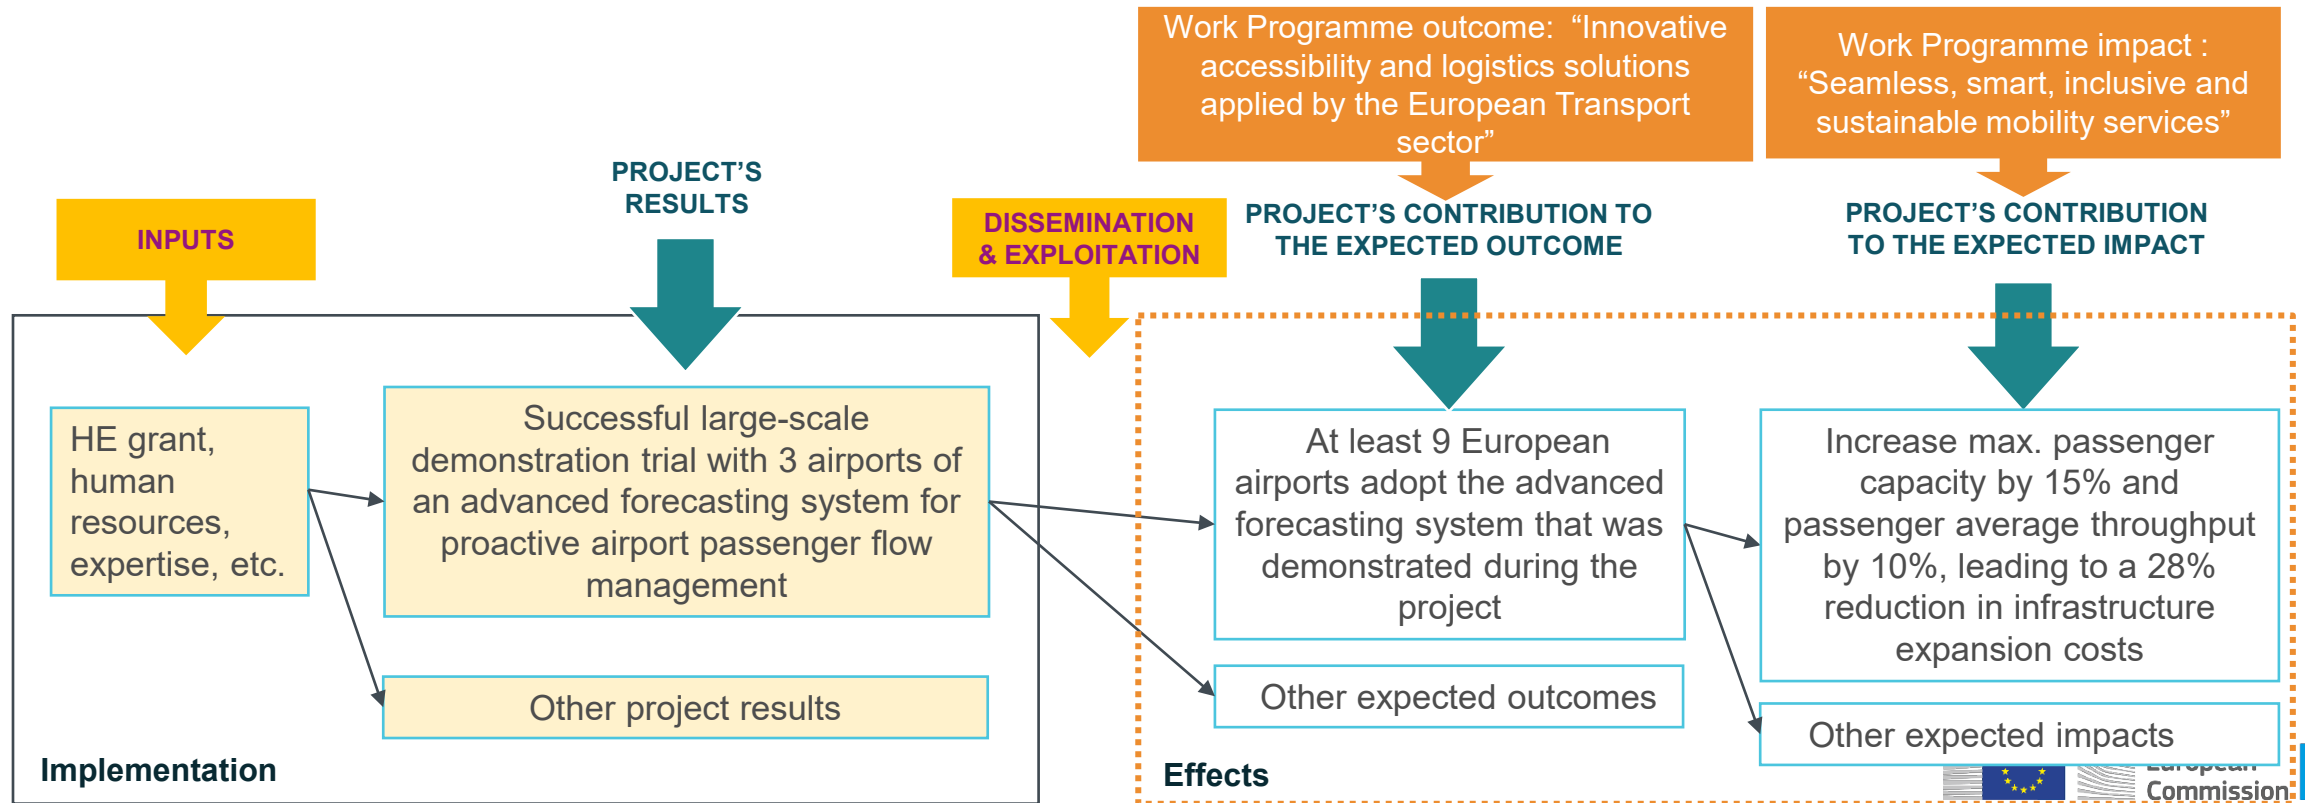 Work Programme outcome: “Innovative
accessibility and logistics solutions
applied by the European Transport
sector”
Work Programme impact :
“Seamless, smart, inclusive and
sustainable mobility services”
INPUTS
PROJECT’S
RESULTS
DISSEMINATION
& EXPLOITATION
PROJECT’S CONTRIBUTION TO
THE EXPECTED OUTCOME
PROJECT’S CONTRIBUTION
TO THE EXPECTED IMPACT
HE grant,
human
resources,
expertise, etc.
Successful large-scale
demonstration trial with 3 airports of
an advanced forecasting system for
proactive airport passenger flow
management
At least 9 European
airports adopt the advanced
forecasting system that was
demonstrated during the
project
Increase max. passenger
capacity by 15% and
passenger average throughput
by 10%, leading to a 28%
reduction in infrastructure
expansion costs
Other project results
Other expected outcomes
Other expected impacts
Implementation
Effects
European
Commission